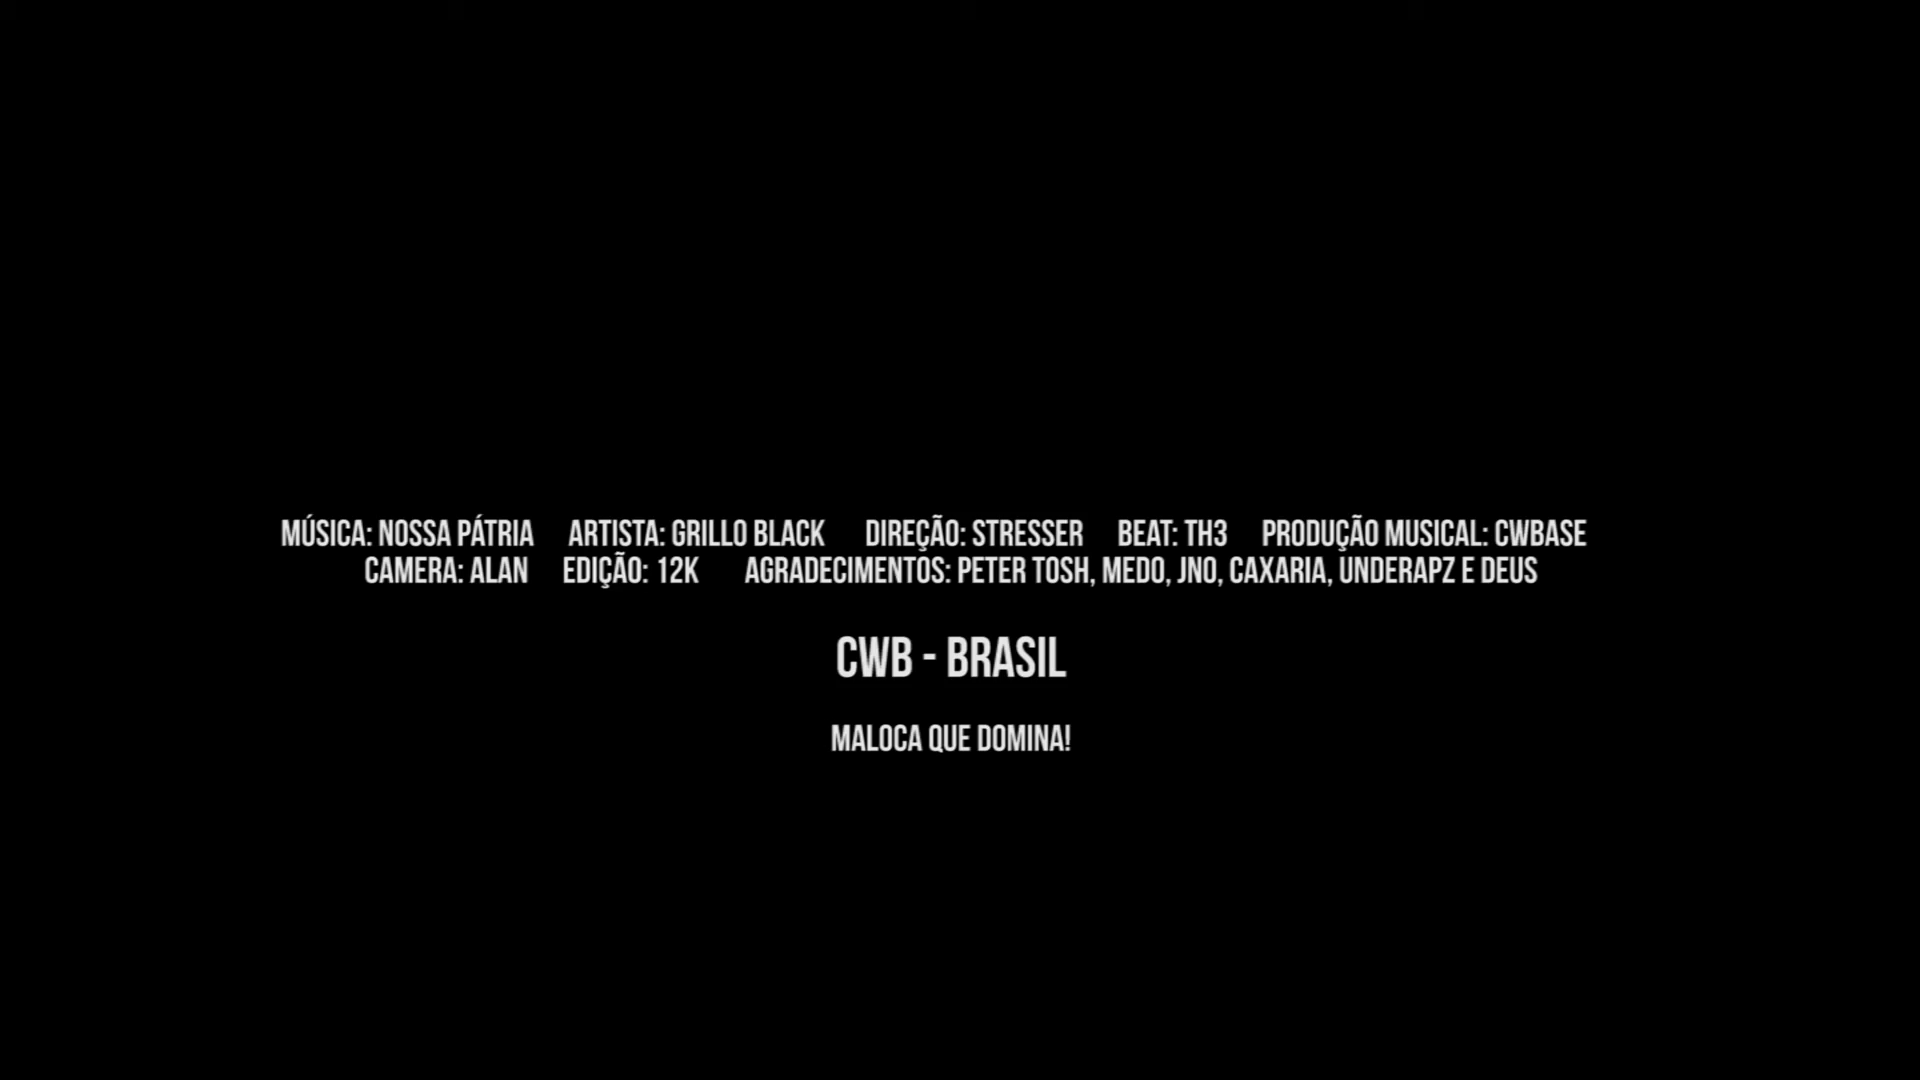 MÚSICA: NOSSA PÁTRIA ARTISTA: GRILLO BLACK DIREÇÃO: STRESSER BEAT: TH3 PRODUÇÃO MUSICAL: CWBASE
CAMERA: ALAN EDIÇÃO: 12K AGRADECIMENTOS: PETER TOSH, MEDO, JNO, CAXARIA, UNDERAPZ E DEUS
CWB - BRASIL
MALOCA QUE DOMINA!